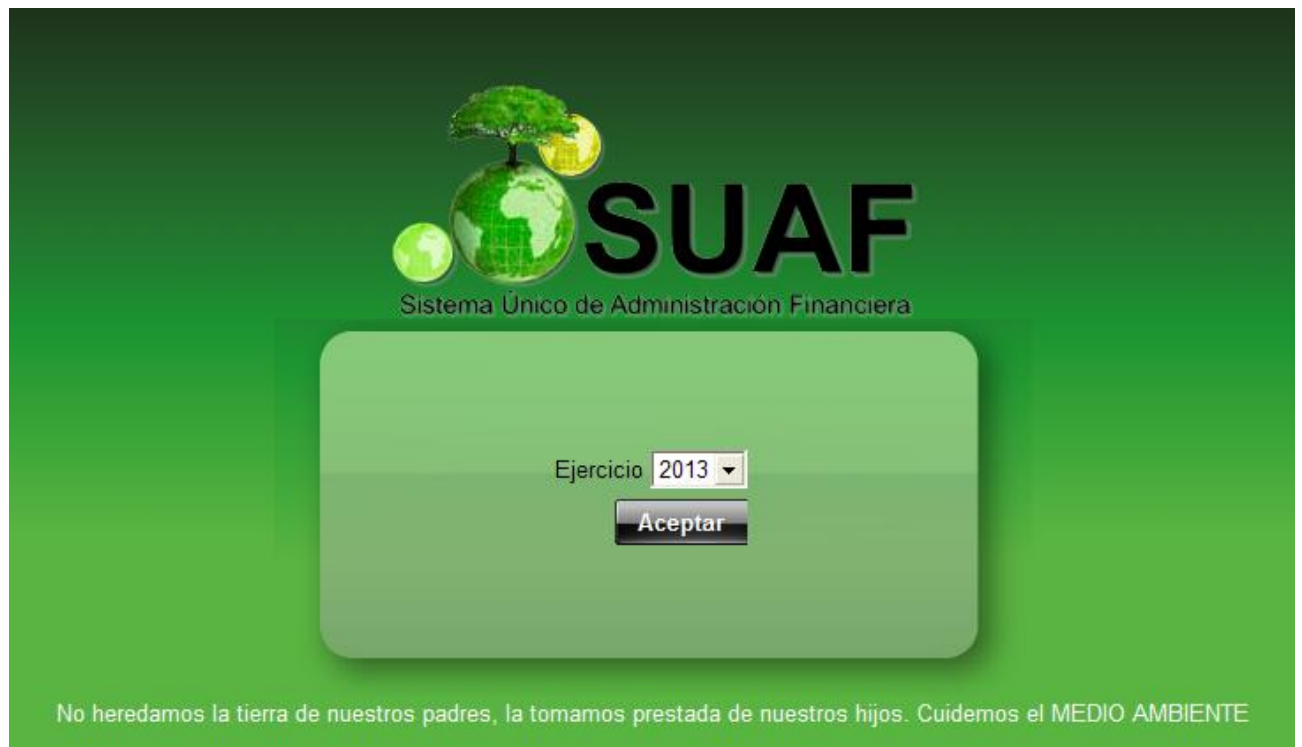 SUAF
Sistema Único de Administración Financiera
Ejercicio 2013
Aceptar
No heredamos la tierra de nuestros padres, la tomamos prestada de nuestros hijos. Cuidemos el MEDIO AMBIENTE